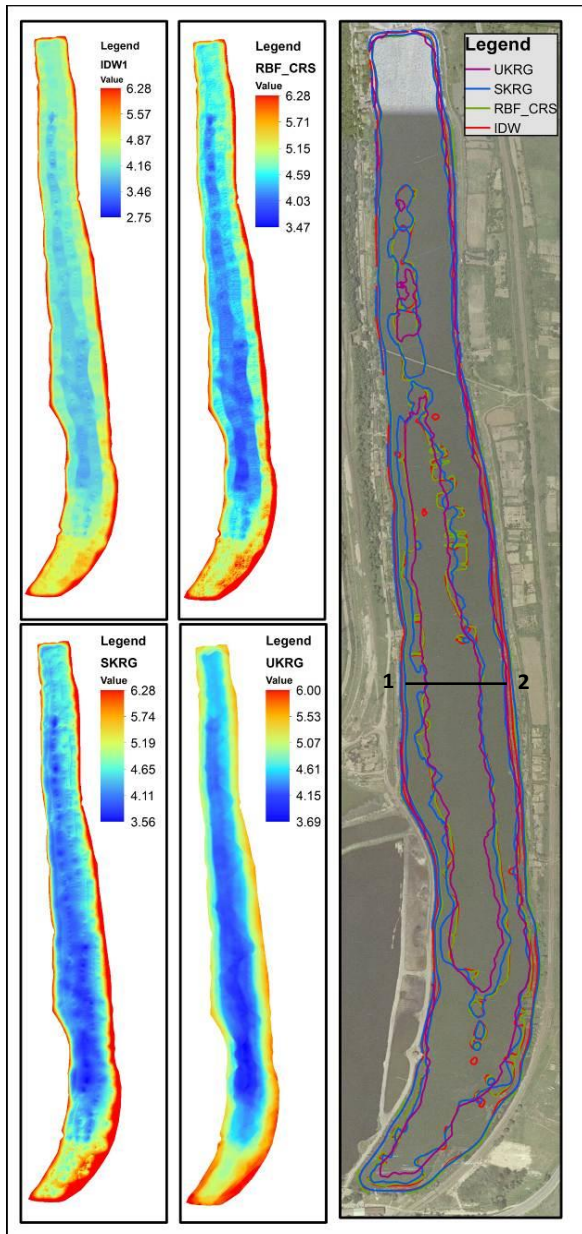 Legend
IDW1
Value
6.28
5.57
4.87
4.16
3.46
2.75
Legend
RBF_CRS
Value
6.28
5.71
5.15
4.59
4.03
3.47
Legend
SKRG
Value
6.28
5.74
5.19
4.65
4.11
3.56
Legend
UKRG
Value
6.00
5.53
5.07
4.61
4.15
3.69
Legend
UKRG
SKRG
RBF_CRS
IDW
1
2